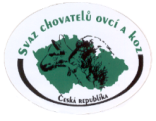 Svaz chovatelů ovcí a koz
Česká republika